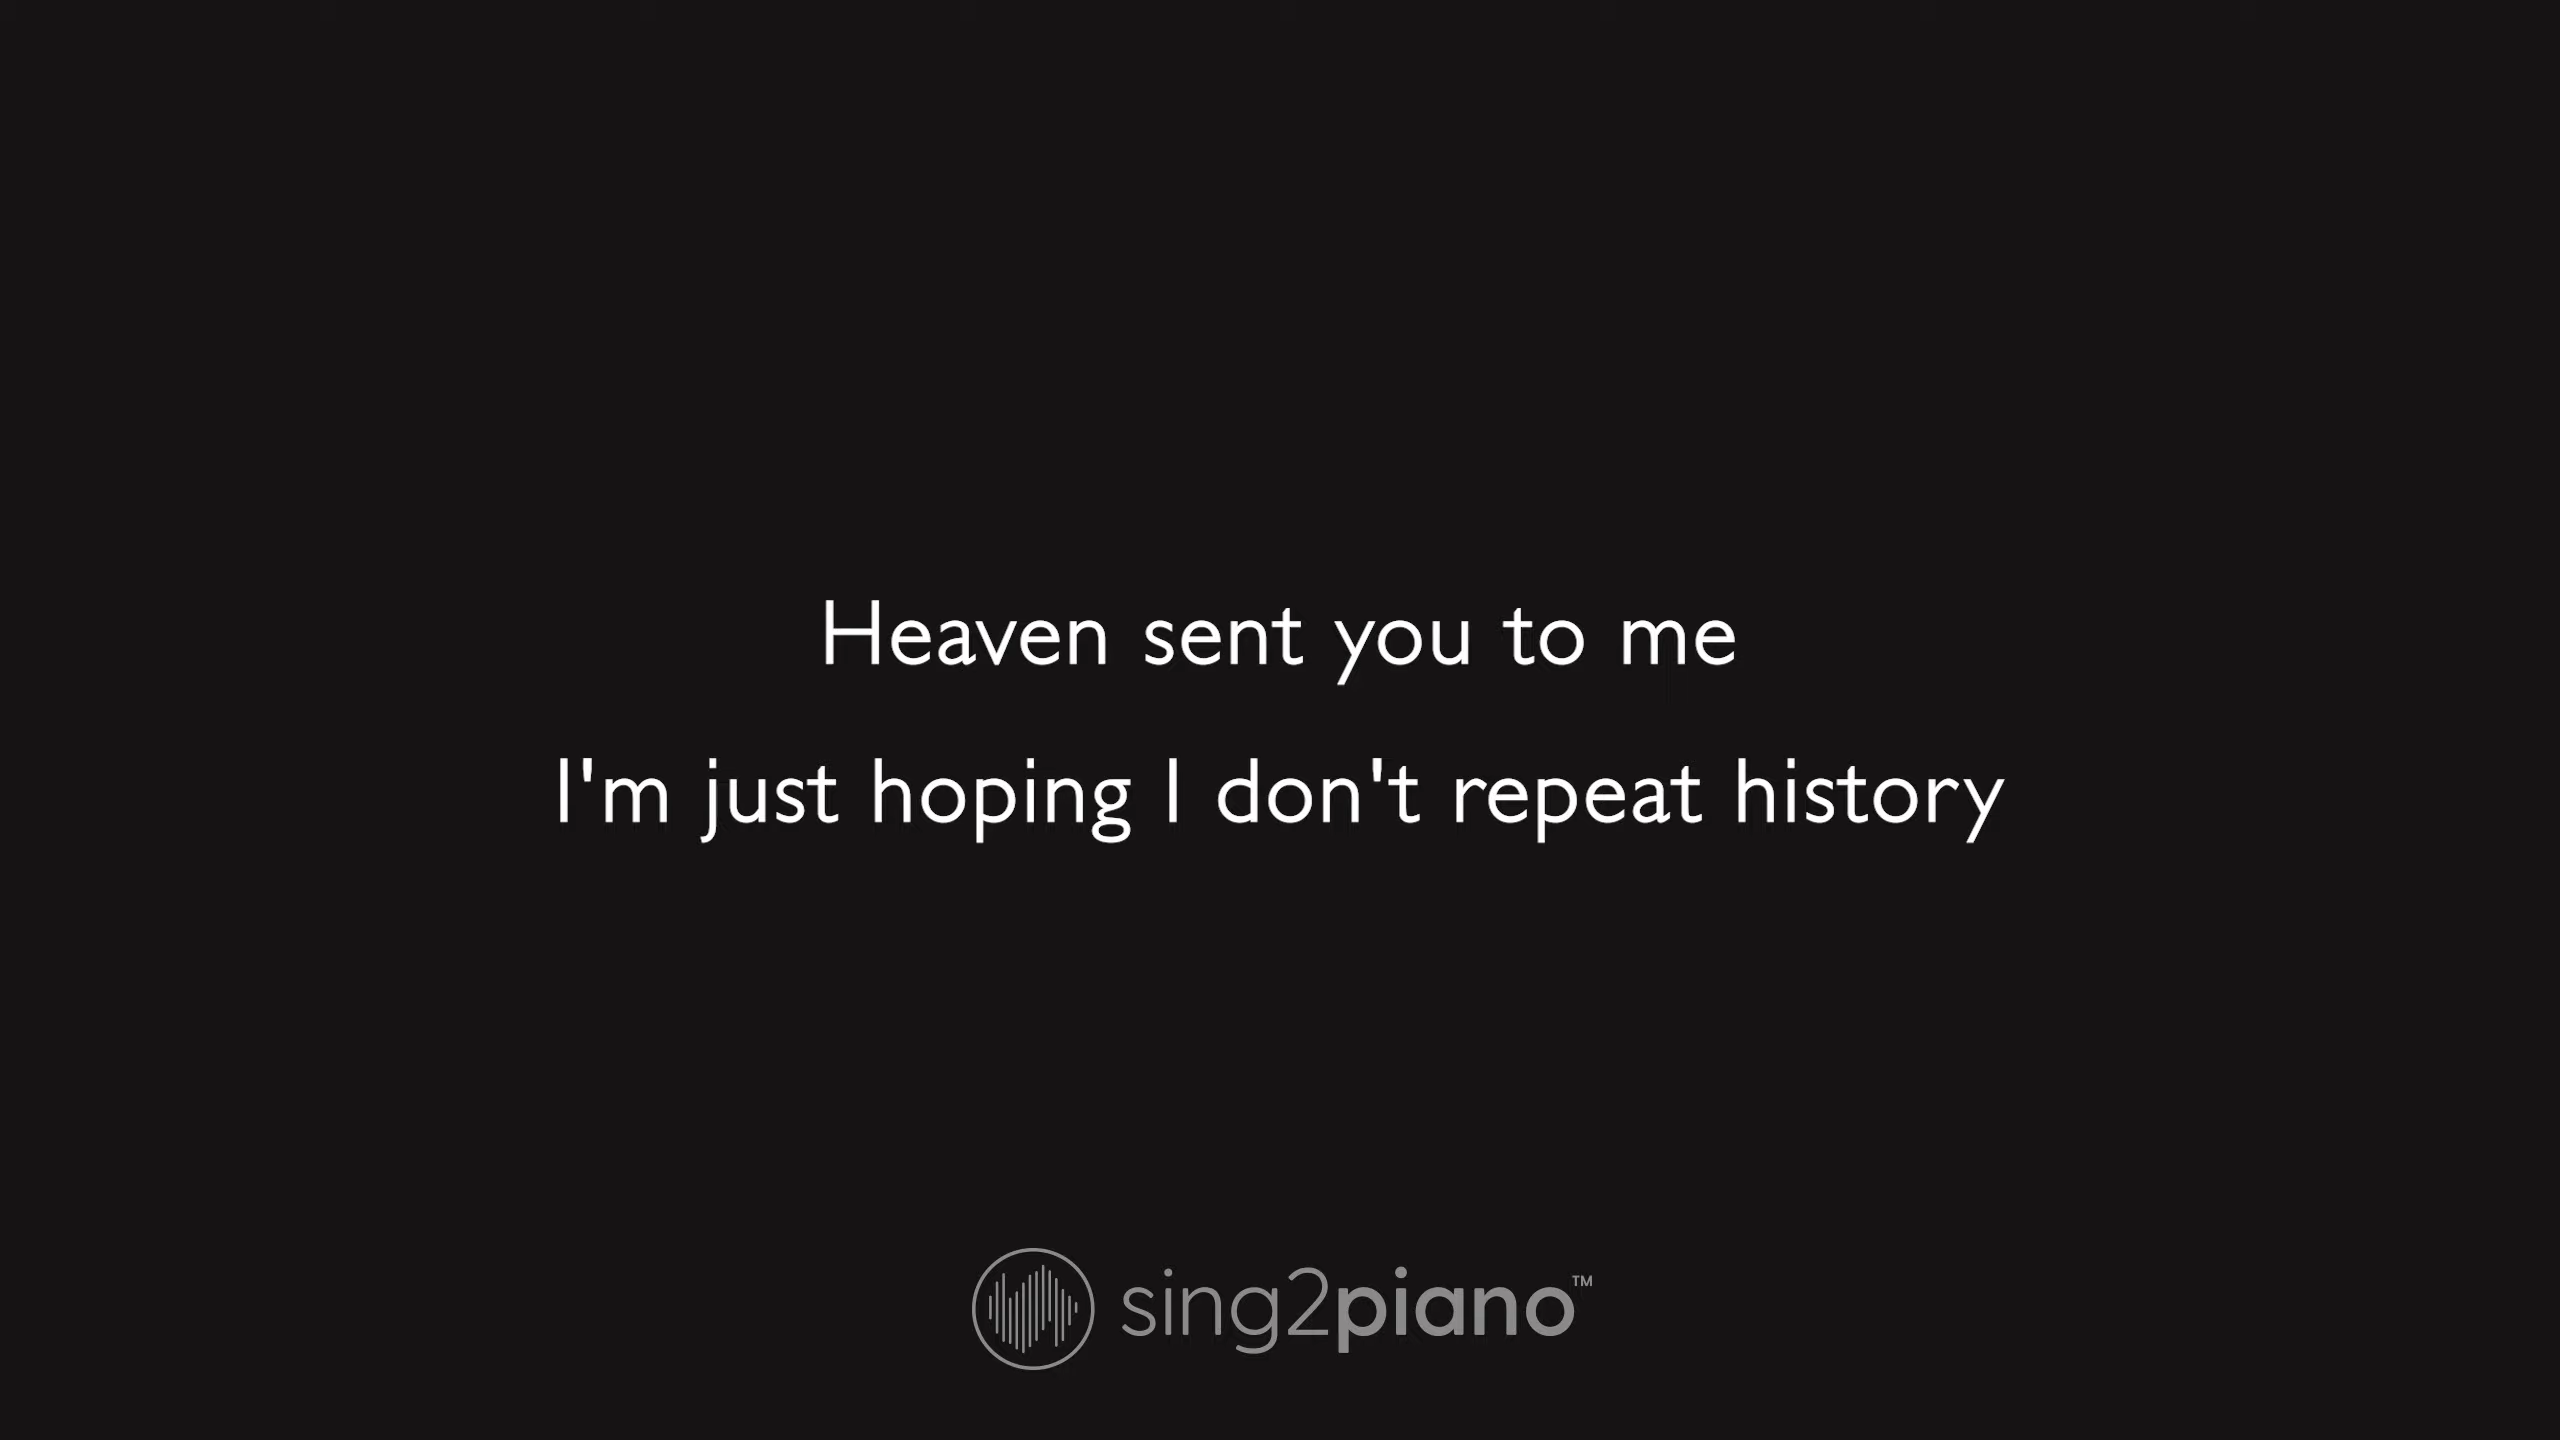 Heaven sent you to me
I'm just hoping I don't repeat history
sing2piano™